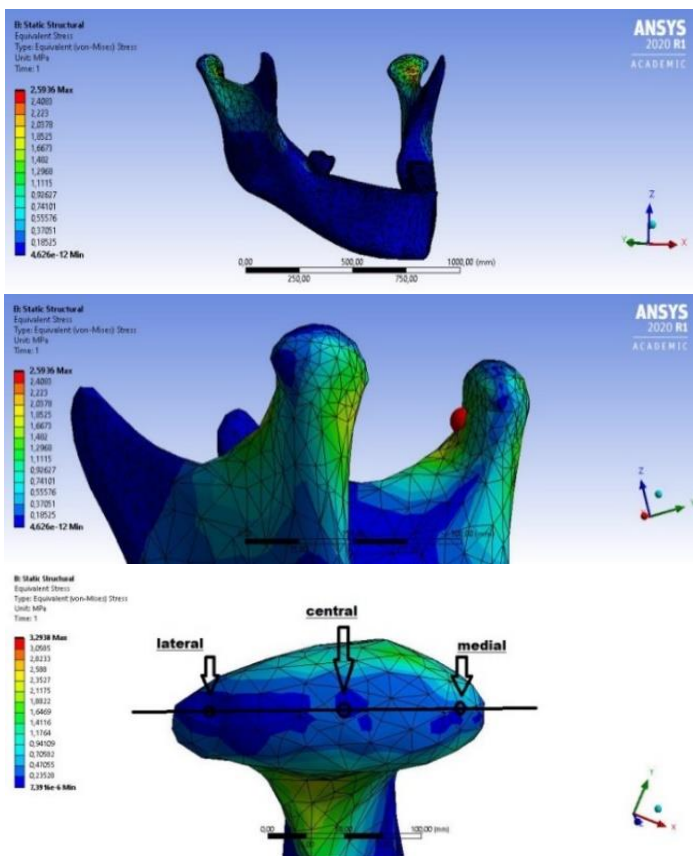 B: Static Structural
Equivalent Stress
Type: Equivalent (von-Mises) Stress
Unit: MPa
Time: 1
2,5936 Max
2,4083
2,223
2,0378
1,8525
1,6673
1,482
1,2968
1,1115
0,92627
0,74101
0,55576
0,37051
0,18525
4,626e-12 Min
ANSYS
2020 R1
ACADEMIC
Z
Y
X
0,00
500,00
1000,00 (mm)
250,00
750,00
B: Static Structural
Equivalent Stress
Type: Equivalent (von-Mises) Stress
Unit: MPa
Time: 1
2,5936 Max
2,4083
2,223
2,0378
1,8525
1,6673
1,482
1,2968
1,1115
0,92627
0,74101
0,55576
0,37051
0,18525
4,626e-12 Min
ANSYS
2020 R1
ACADEMIC
Z
Y
B: Static Structural
Equivalent Stress
Type: Equivalent (von-Mises) Stress
Unit: MPa
Time: 1
3,2938 Max
3,0585
2,8233
2,588
2,3527
2,1175
1,8822
1,6469
1,4116
1,1764
0,94109
0,70582
0,47055
0,23528
7,3916e-6 Min
central
lateral
medial
0,00
100,00 (mm)
Y
X